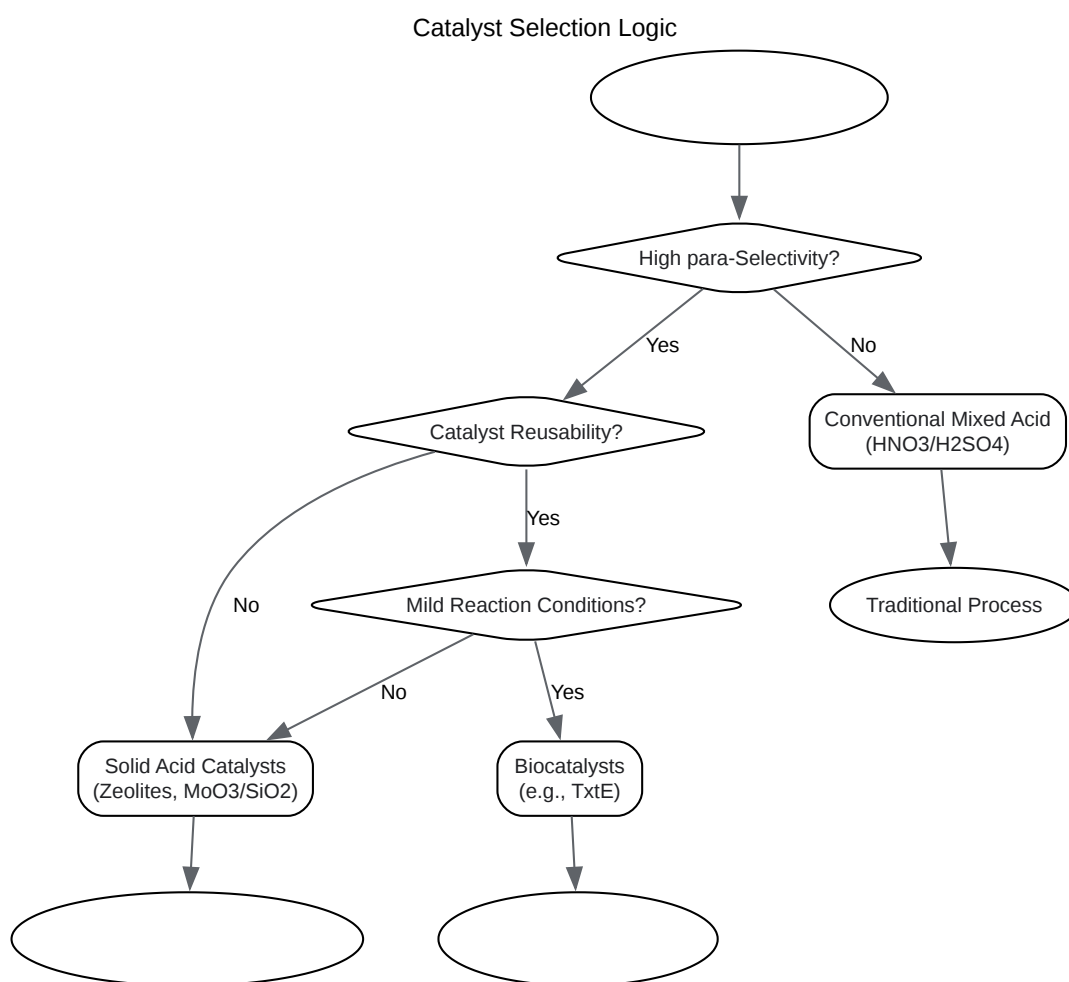 Catalyst Selection Logic
High para-Selectivity?
Yes
No
Catalyst Reusability?
Conventional Mixed Acid
(HNO3/H2SO4)
Yes
No
Mild Reaction Conditions?
Traditional Process
No
Yes
Solid Acid Catalysts
(Zeolites, MoO3/SiO2)
Biocatalysts
(e.g., TxtE)